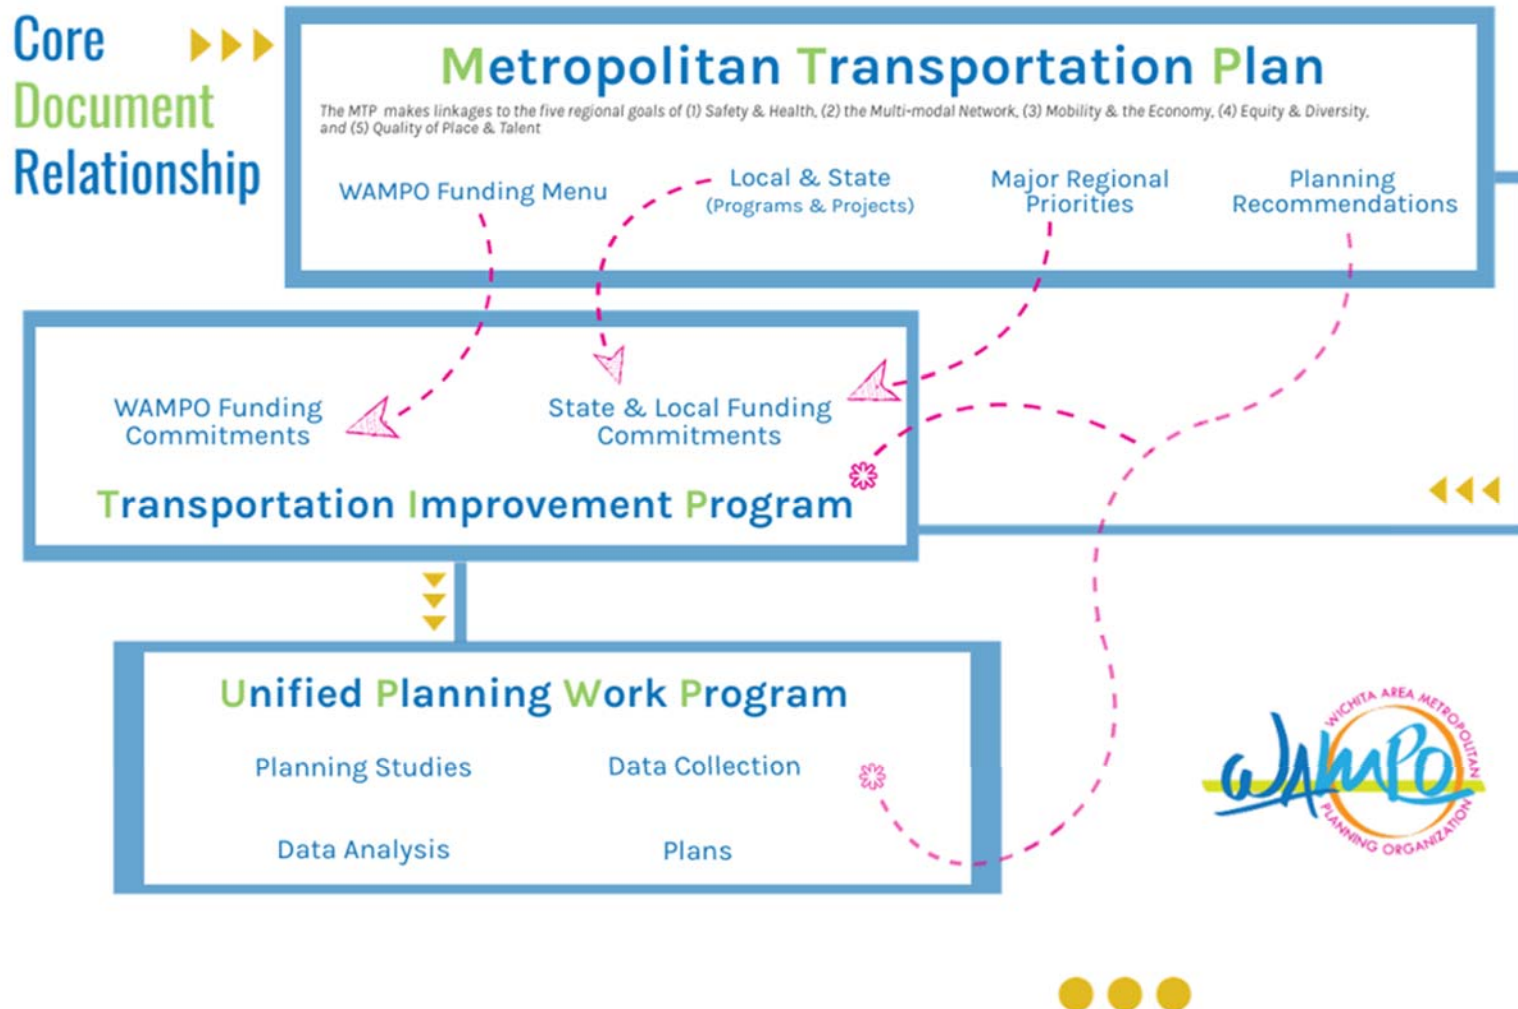 Core
Document
Relationship
Metropolitan Transportation Plan
The MTP makes linkages to the five regional goals of (1) Safety & Health, (2) the Multi-modal Network, (3) Mobility & the Economy, (4) Equity & Diversity,
and (5) Quality of Place & Talent
WAMPO Funding Menu
Local & State
(Programs & Projects)
Major Regional
Priorities
Planning
Recommendations
WAMPO Funding
Commitments
State & Local Funding
Commitments
Transportation Improvement Program
Unified Planning Work Program
Planning Studies
Data Collection
Data Analysis
Plans
WICHITA AREA METROPOLITAN
WAMPO
PLANNING ORGANIZATION